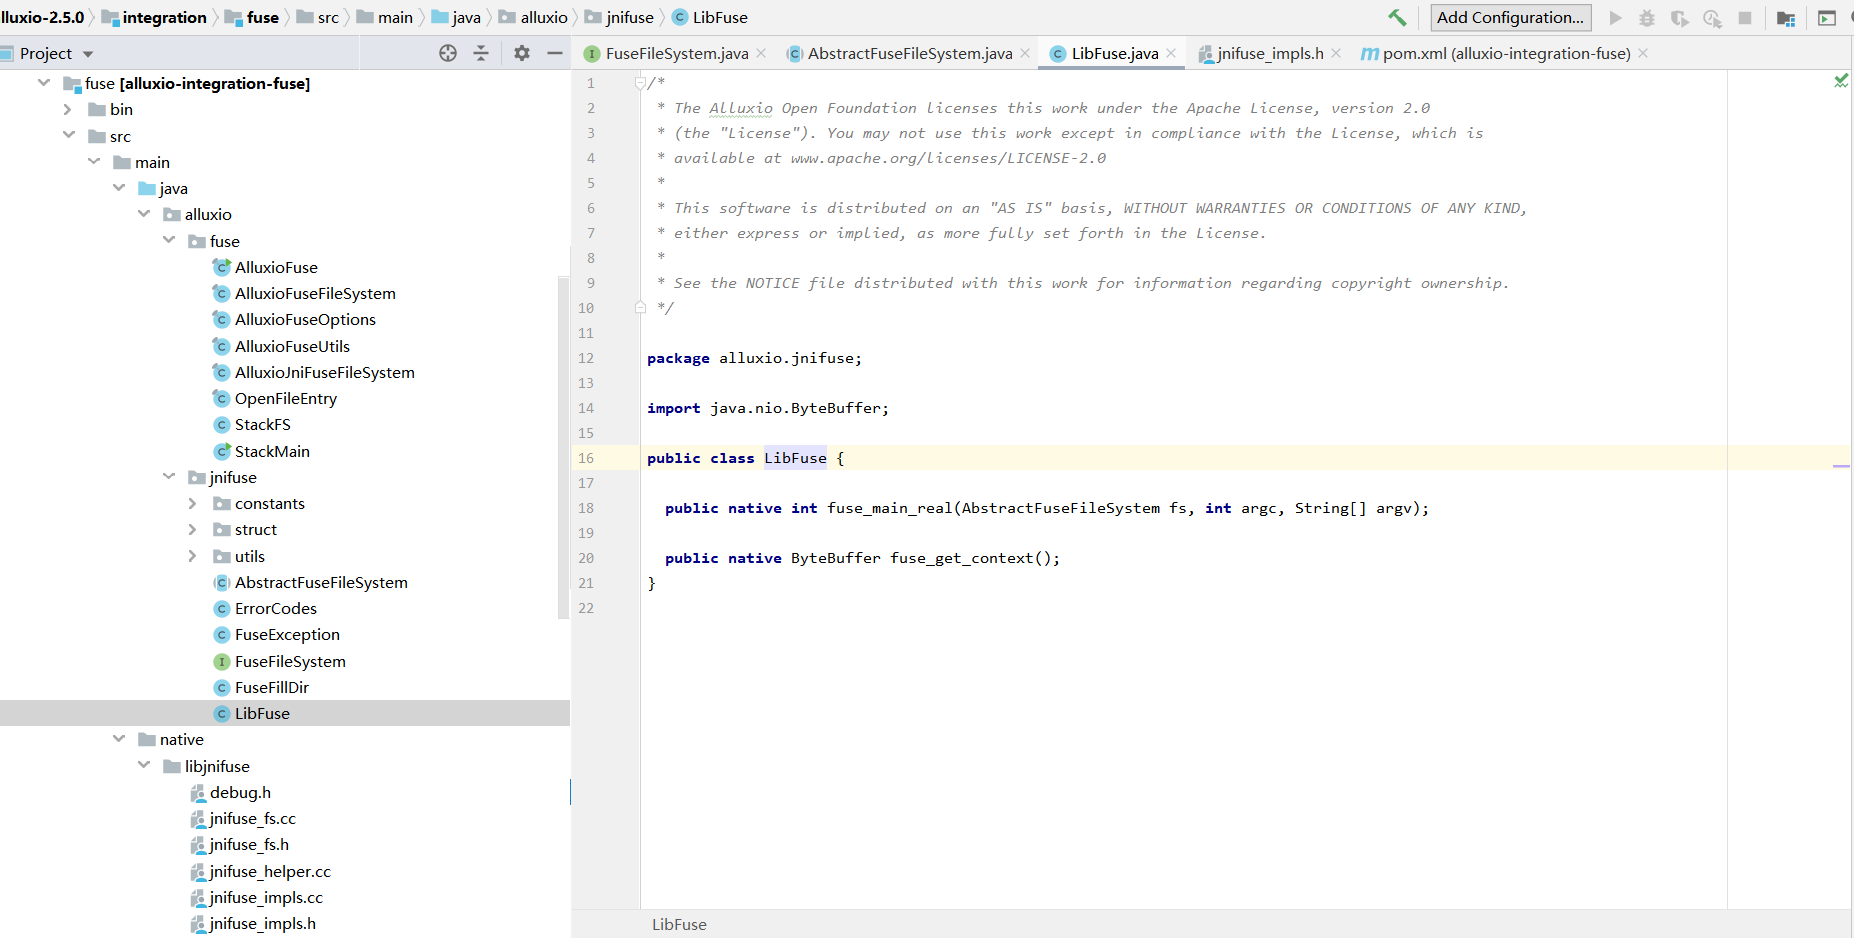 lluxio-2.5.0 integration fuse src main java alluxio jnifuse LibFuse Add Configuration...
Project
FuseFileSystem.java AbstractFuseFileSystem.java LibFuse.java jnifuse_impls.h pom.xml (alluxio-integration-fuse)
fuse [alluxio-integration-fuse]
bin
src
main
java
alluxio
fuse
AlluxioFuse
AlluxioFuseFileSystem
AlluxioFuseOptions
AlluxioFuseUtils
AlluxioJniFuseFileSystem
OpenFileEntry
StackFS
StackMain
jnifuse
constants
struct
utils
AbstractFuseFileSystem
ErrorCodes
FuseException
FuseFileSystem
FuseFillDir
LibFuse
native
libjnifuse
debug.h
jnifuse_fs.cc
jnifuse_fs.h
jnifuse_helper.cc
jnifuse_impls.cc
jnifuse_impls.h
1 /*
2 * The Alluxio Open Foundation licenses this work under the Apache License, version 2.0
3 * (the "License"). You may not use this work except in compliance with the License, which is
4 * available at www.apache.org/licenses/LICENSE-2.0
5 *
6 * This software is distributed on an "AS IS" basis, WITHOUT WARRANTIES OR CONDITIONS OF ANY KIND,
7 * either express or implied, as more fully set forth in the License.
8 *
9 * See the NOTICE file distributed with this work for information regarding copyright ownership.
10 */
11
12 package alluxio.jnifuse;
13
14 import java.nio.ByteBuffer;
15
16 public class LibFuse {
17
18 public native int fuse_main_real(AbstractFuseFileSystem fs, int argc, String[] argv);
19
20 public native ByteBuffer fuse_get_context();
21 }
22
LibFuse